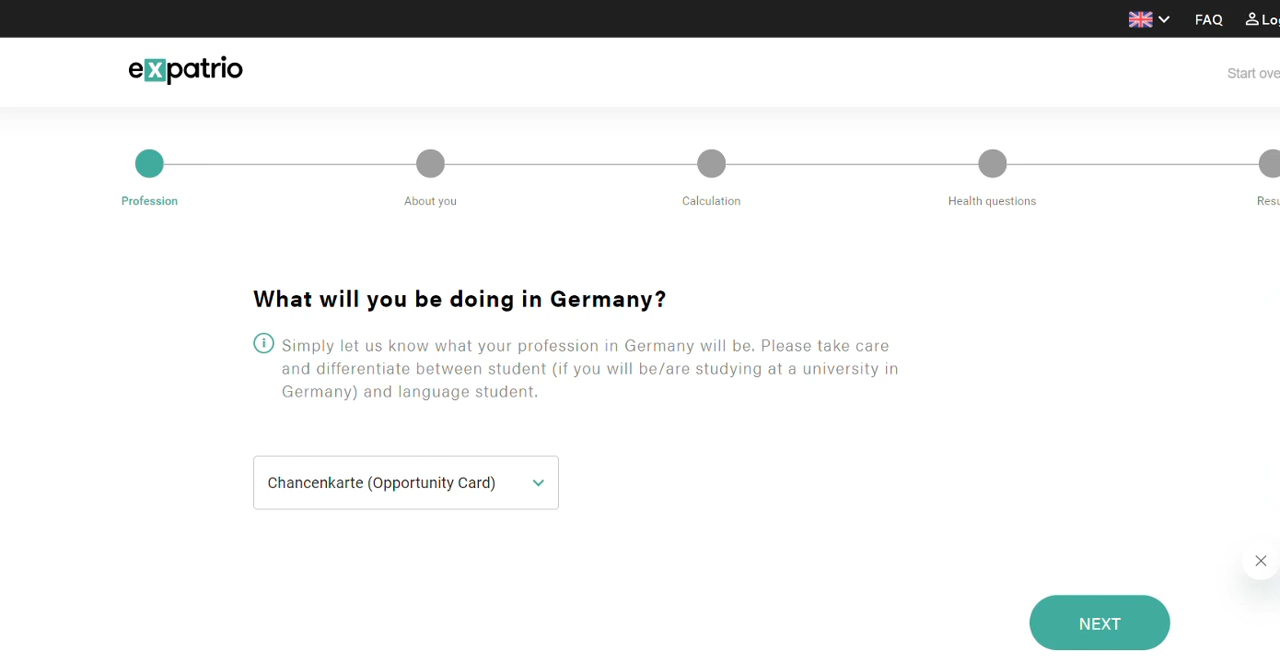 FAQ
expatrio
Start
Profession
About you
Calculation
Health questions
What will you be doing in Germany?
Simply let us know what your profession in Germany will be. Please take care
and differentiate between student (if you will be/are studying at a university in
Germany) and language student.
Chancenkarte (Opportunity Card)
NEXT